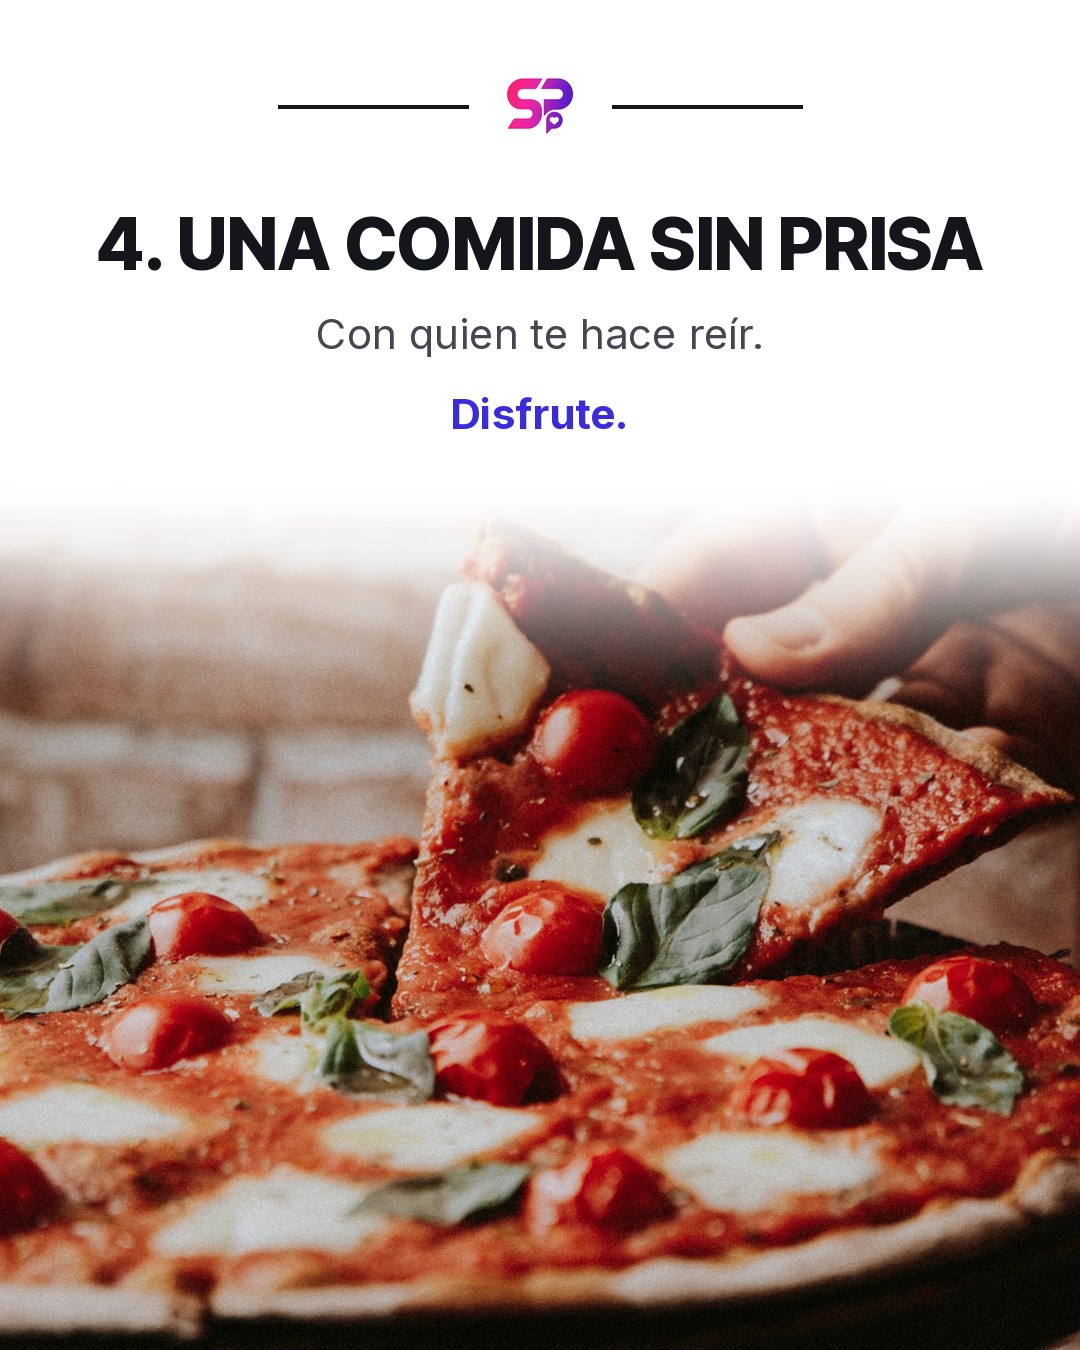 SP
4. UNA COMIDA SIN PRISA
Con quien te hace reír.
Disfrute.